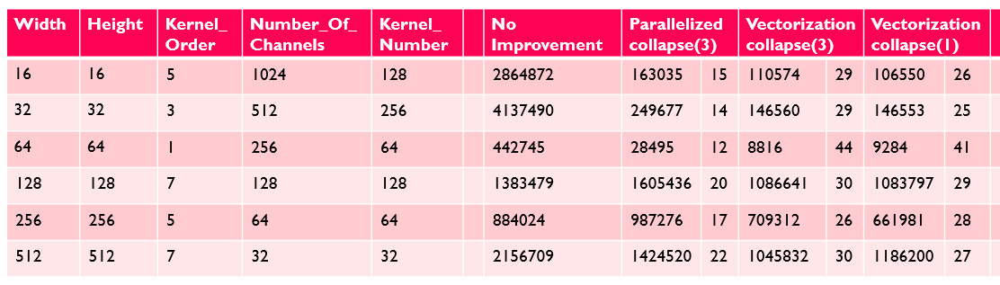 Width Height Kernel_ Order Number_Of_ Channels Kernel_ Number No Improvement Parallelized collapse(3) Vectorization collapse(3) Vectorization collapse(1)
16 16 5 1024 128 2864872 163035 15 110574 29 106550 26
32 32 3 512 256 4137490 249677 14 146560 29 146553 25
64 64 1 256 64 442745 28495 12 8816 44 9284 41
128 128 7 128 128 1383479 1605436 20 1086641 30 1083797 29
256 256 5 64 64 884024 987276 17 709312 26 661981 28
512 512 7 32 32 2156709 1424520 22 1045832 30 1186200 27